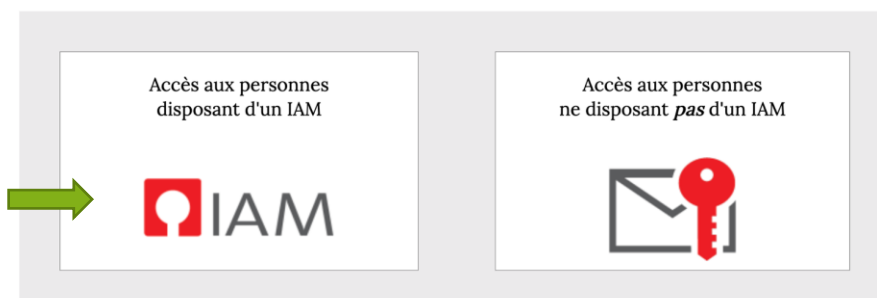 Accès aux personnes
disposant d'un IAM
IAM
Accès aux personnes
ne disposant pas d'un IAM